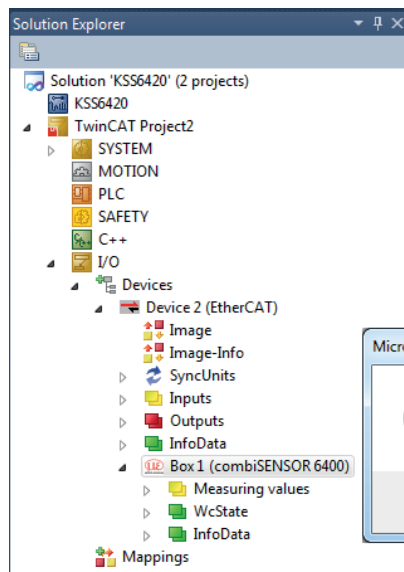 Solution Explorer
Solution 'KSS6420' (2 projects)
KSS6420
TwinCAT Project2
SYSTEM
MOTION
PLC
SAFETY
C++
I/O
Devices
Device 2 (EtherCAT)
Image
Image-Info
SyncUnits
Inputs
Outputs
InfoData
Box 1 (combiSENSOR 6400)
Measuring values
WcState
InfoData
Mappings
Micro